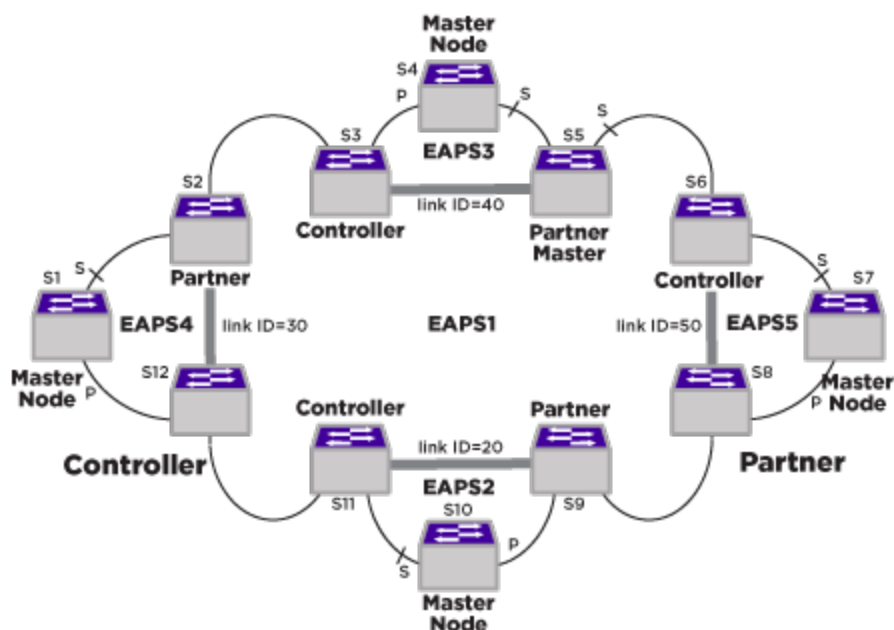 Master
Node
S4
P
S
S
S3
EAPS3
S5
S2
S6
link ID=40
Controller
Partner
Master
S
S1
Partner
Controller
S
S7
EAPS4
link ID=30
EAPS1
link ID=50
EAPS5
Master
Node
P
S12
S8
Master
Node
P
Controller
Partner
Controller
link ID=20
Partner
EAPS2
S11
S10
S9
P
S
Master
Node